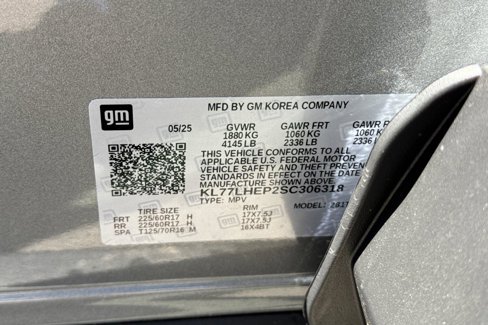 gm
MFD BY GM KOREA COMPANY
05/25 GVWR GAWR FRT GAWR
1880 KG 1060 KG 1060
4145 LB 2336 LB 2336
THIS VEHICLE CONFORMS TO ALL
APPLICABLE U.S. FEDERAL MOTOR
VEHICLE SAFETY AND THEFT
STANDARDS IN EFFECT ON THE DATE
MANUFACTURE SHOWN ABOVE.
KL77LHEP2SC306318
TYPE: MPV MODEL:
TIRE SIZE RIM
FRT 225/60R17 H 17X7.5J
RR 225/60R17 H 17X7.5J
SPA T125/70R16 M 16X4BT